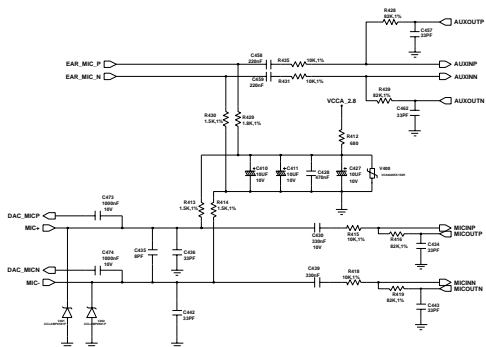 R428
82K,1%
AUXOUTP
C457
33PF
C458
220nF
R435
10K,1%
EAR_MIC_P
AUXINP
EAR_MIC_N
AUXINN
C459
220nF
R431
10K,1%
R439
82K,1%
AUXOUTN
C463
33PF
VCCA_2.8
R430
1.5K,1%
R429
1.8K,1%
R412
680
C410
10UF
10V
C411
10UF
10V
C428
470nF
C427
10UF
10V
V408
R413
1.5K,1%
R414
1.5K,1%
C473
1000nF
10V
DAC_MICP
MIC+
C430
330nF
10V
R415
10K,1%
MICINP
MICOUTP
R416
82K,1%
C434
33PF
C474
1000nF
10V
C435
8PF
C436
33PF
DAC_MICN
MIC-
C439
330nF
R418
10K,1%
MICINN
MICOUTN
R419
82K,1%
C443
33PF
C442
33PF